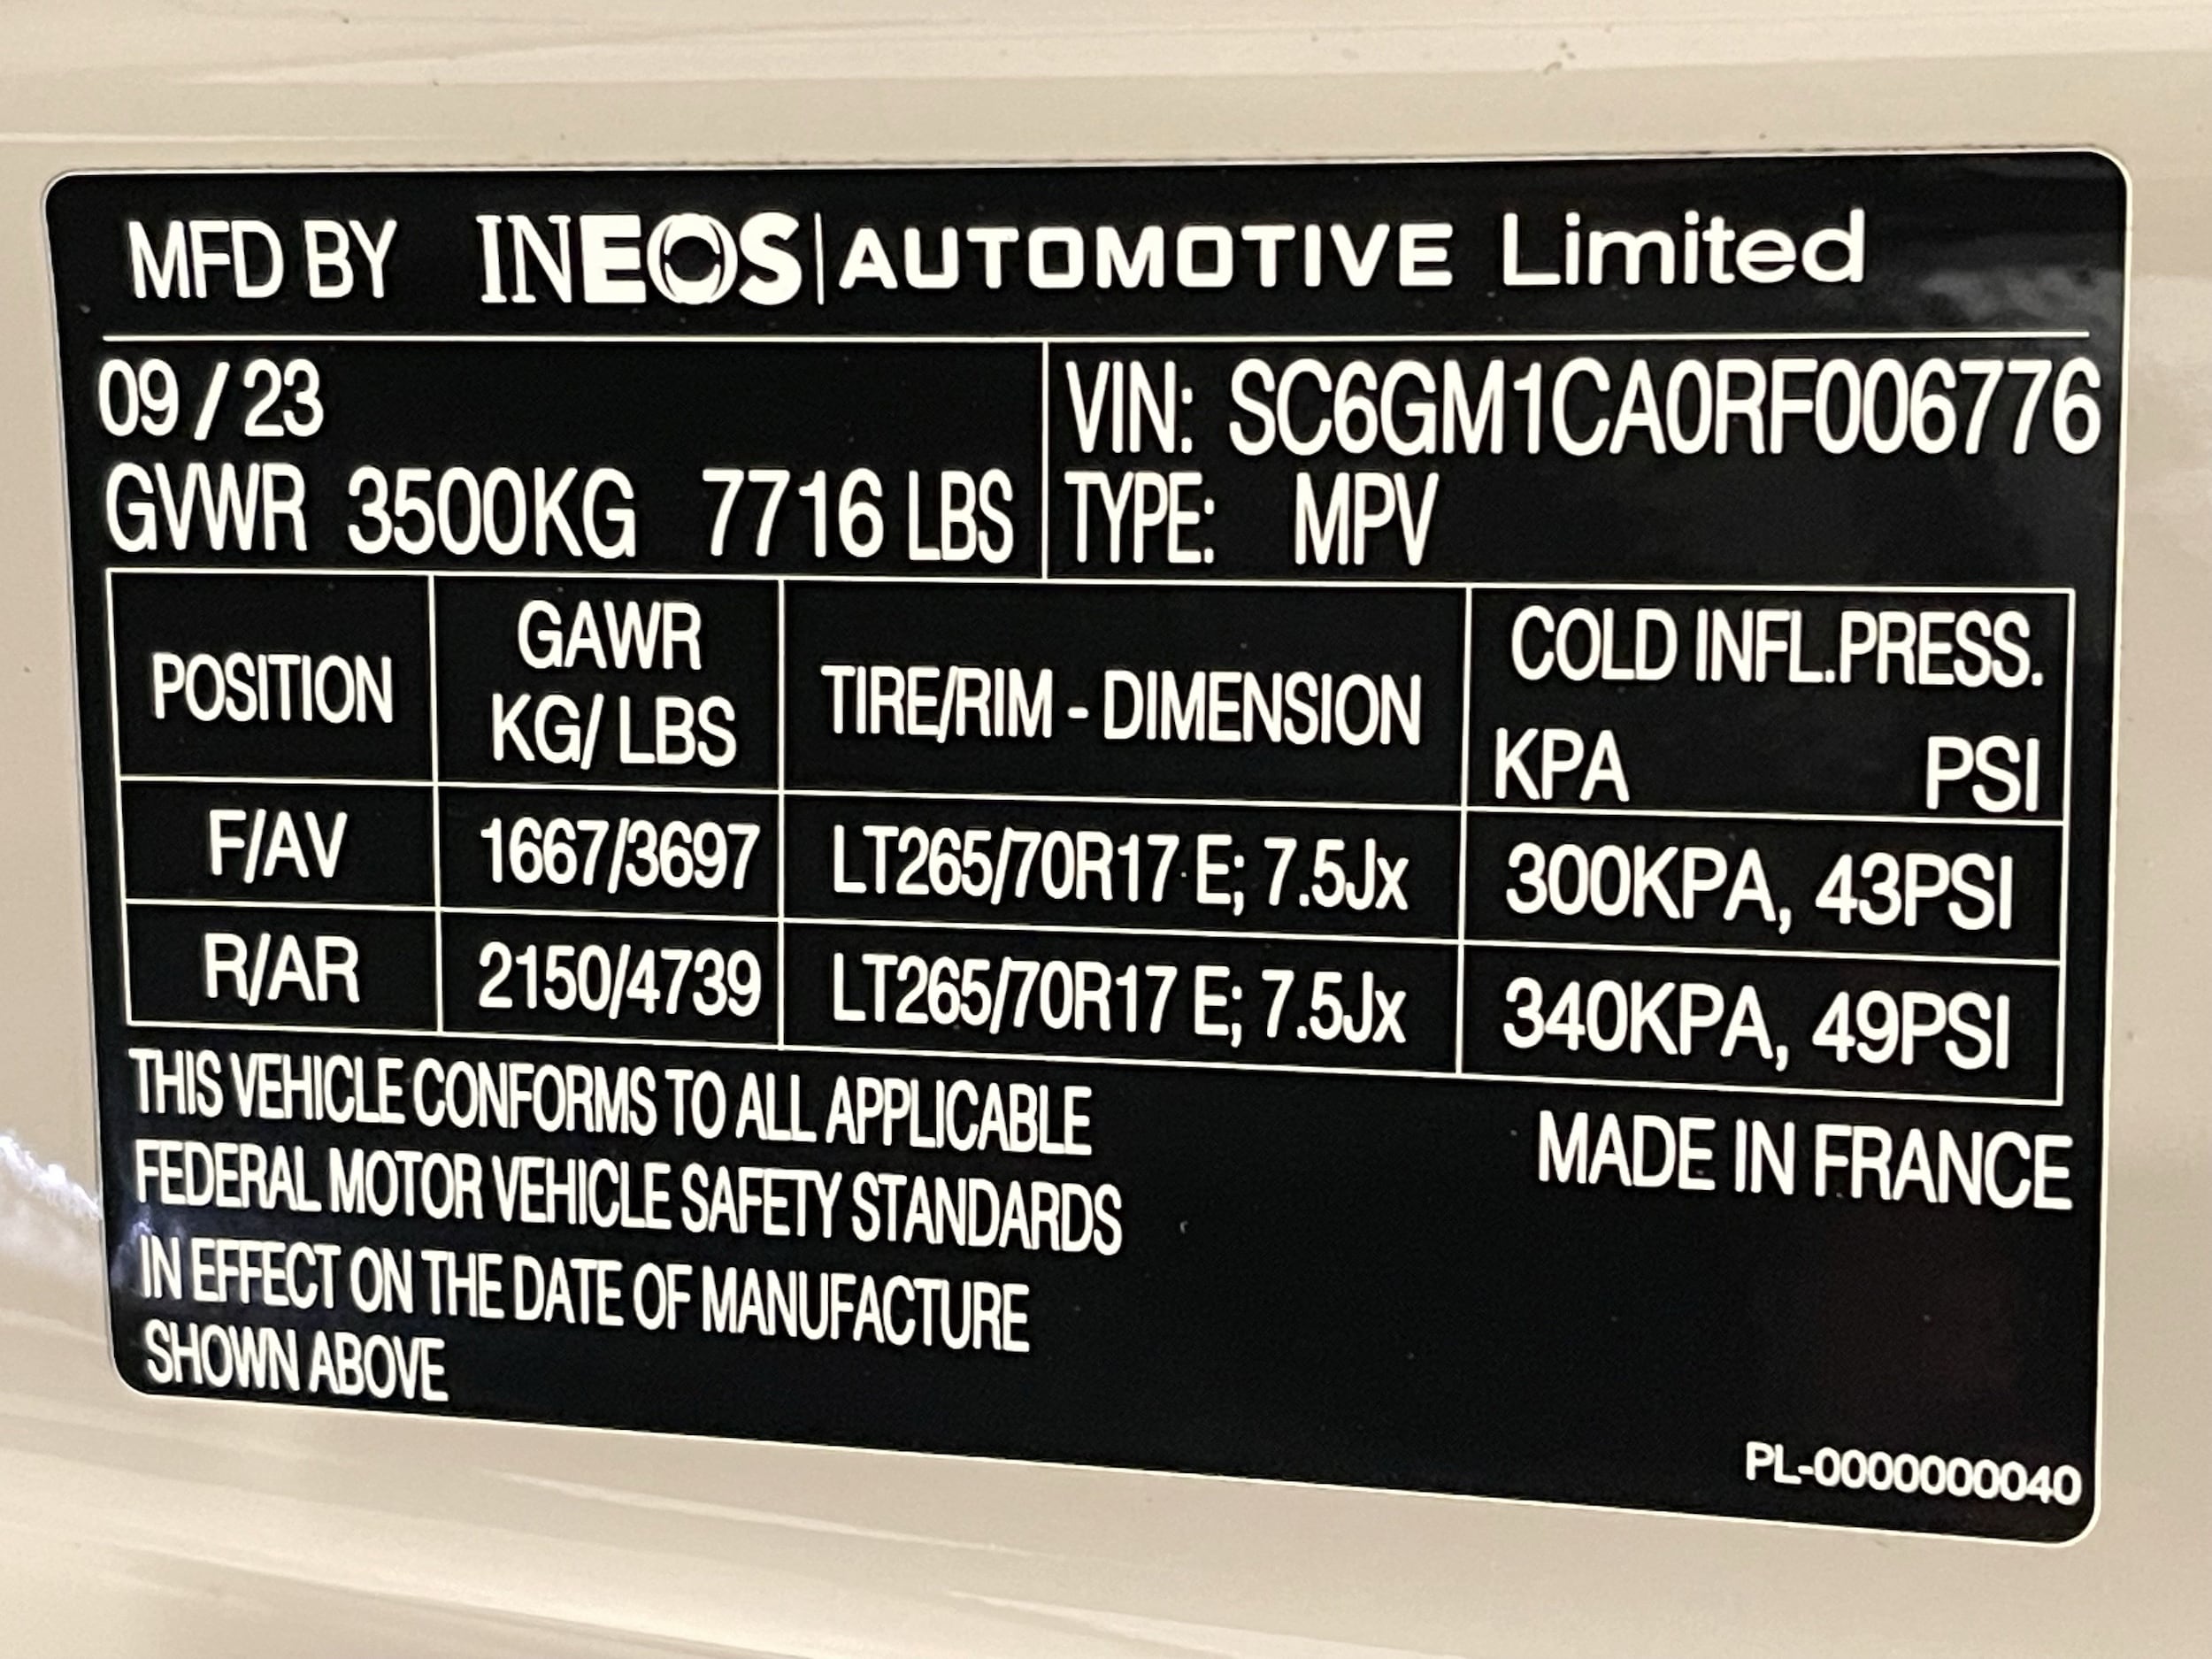 MFD BY INEOS | AUTOMOTIVE Limited
09 / 23
GVWR 3500KG 7716 LBS
VIN: SC6GM1CA0RF006776
TYPE: MPV
POSITION
GAWR
KG/ LBS
TIRE/RIM - DIMENSION
COLD INFL.PRESS.
KPA PSI
F/AV 1667/3697 LT265/70R17 E; 7.5Jx 300KPA, 43PSI
R/AR 2150/4739 LT265/70R17 E; 7.5Jx 340KPA, 49PSI
THIS VEHICLE CONFORMS TO ALL APPLICABLE
FEDERAL MOTOR VEHICLE SAFETY STANDARDS
IN EFFECT ON THE DATE OF MANUFACTURE
SHOWN ABOVE
MADE IN FRANCE
PL-0000000040